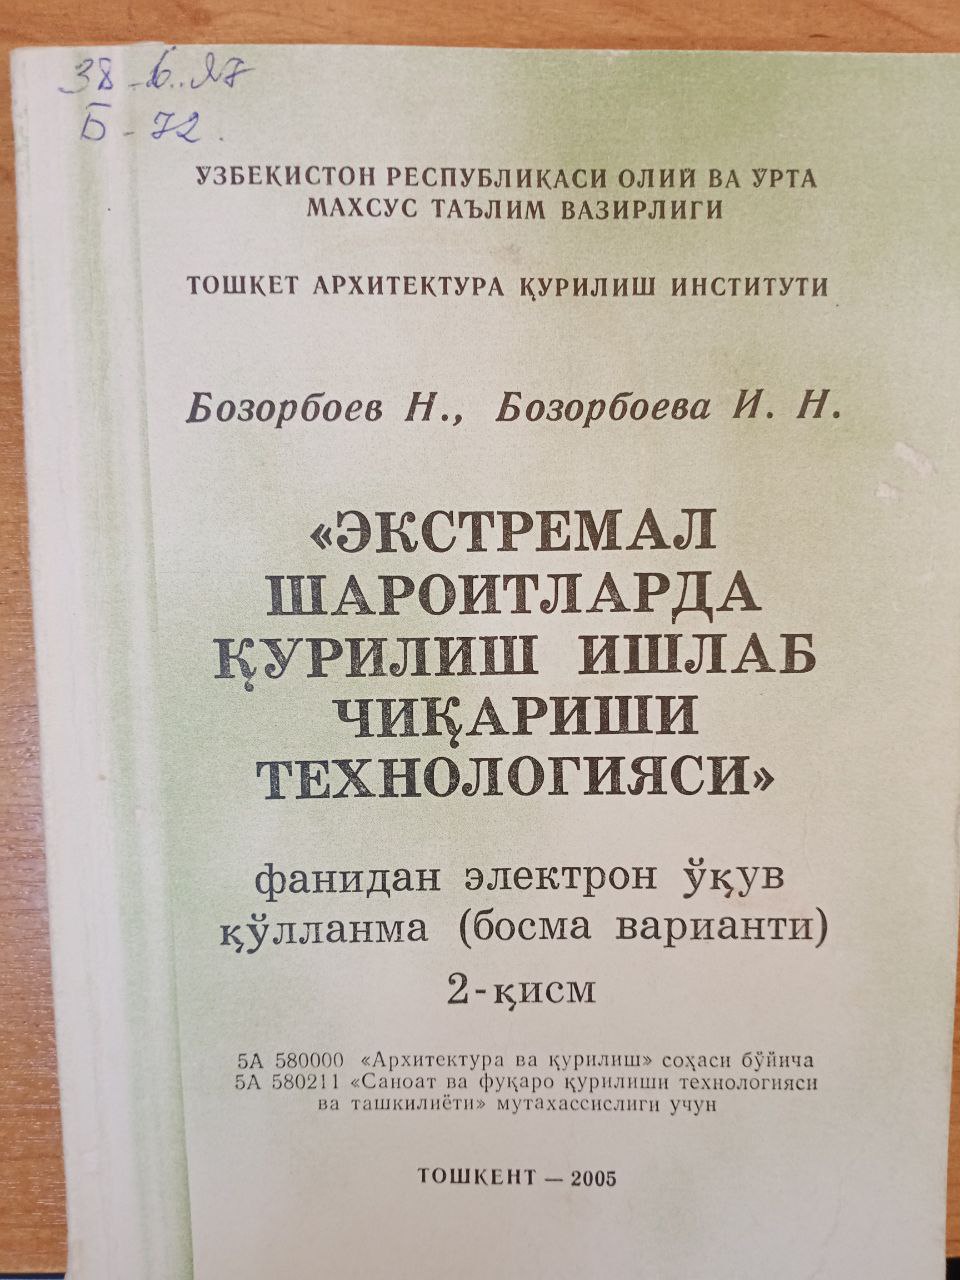 38-6.я7
Б-72.
УЗБЕКИСТОН РЕСПУБЛИКАСИ ОЛИЙ ВА ЎРТА
МАХСУС ТАЪЛИМ ВАЗИРЛИГИ
ТОШКЕТ АРХИТЕКТУРА ҚУРИЛИШ ИНСТИТУТИ
Бозорбоев Н., Бозорбоева И. Н.
«ЭКСТРЕМАЛ
ШАРОИТЛАРДА
ҚУРИЛИШ ИШЛАБ
ЧИҚАРИШИ
ТЕХНОЛОГИЯСИ»
фанидан электрон ўқув
қўлланма (босма варианти)
2-қисм
5А 580000 «Архитектура ва қурилиш» соҳаси бўйича
5А 580211 «Саноат ва фуқаро қурилиши технологияси
ва ташкилиёти» мутахассислиги учун
ТОШКЕНТ — 2005